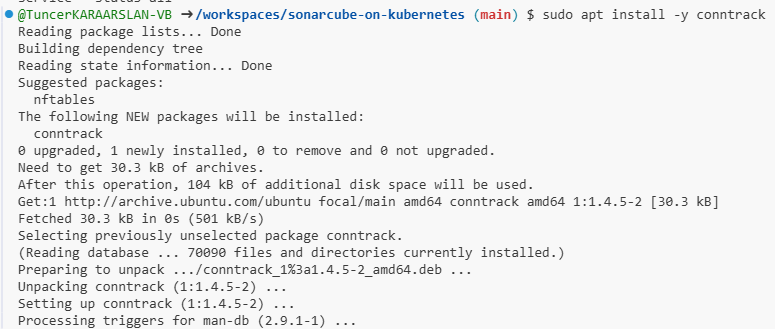 @TuncerKARAARSLAN-VB ➜/workspaces/sonarcube-on-kubernetes (main) $ sudo apt install -y conntrack
Reading package lists... Done
Building dependency tree
Reading state information... Done
Suggested packages:
  nftables
The following NEW packages will be installed:
  conntrack
0 upgraded, 1 newly installed, 0 to remove and 0 not upgraded.
Need to get 30.3 kB of archives.
After this operation, 104 kB of additional disk space will be used.
Get:1 http://archive.ubuntu.com/ubuntu focal/main amd64 conntrack amd64 1:1.4.5-2 [30.3 kB]
Fetched 30.3 kB in 0s (501 kB/s)
Selecting previously unselected package conntrack.
(Reading database ... 70090 files and directories currently installed.)
Preparing to unpack .../conntrack_1%3a1.4.5-2_amd64.deb ...
Unpacking conntrack (1:1.4.5-2) ...
Setting up conntrack (1:1.4.5-2) ...
Processing triggers for man-db (2.9.1-1) ...